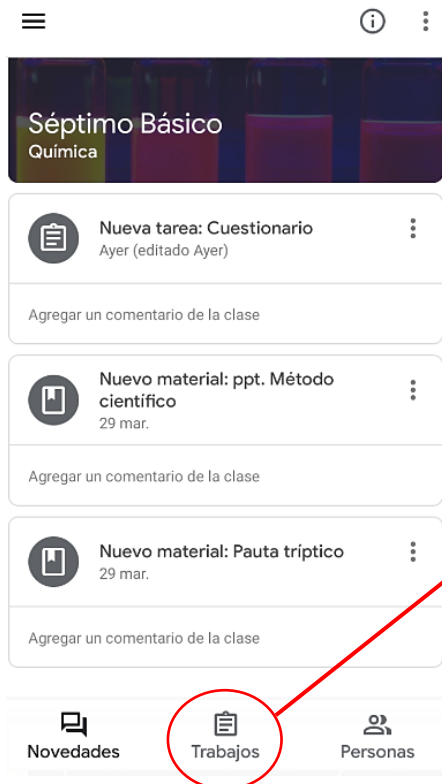 Séptimo Básico
Química
Nueva tarea: Cuestionario
Ayer (editado Ayer)
Agregar un comentario de la clase
Nuevo material: ppt. Método
científico
29 mar.
Agregar un comentario de la clase
Nuevo material: Pauta tríptico
29 mar.
Agregar un comentario de la clase
Novedades Trabajos Personas